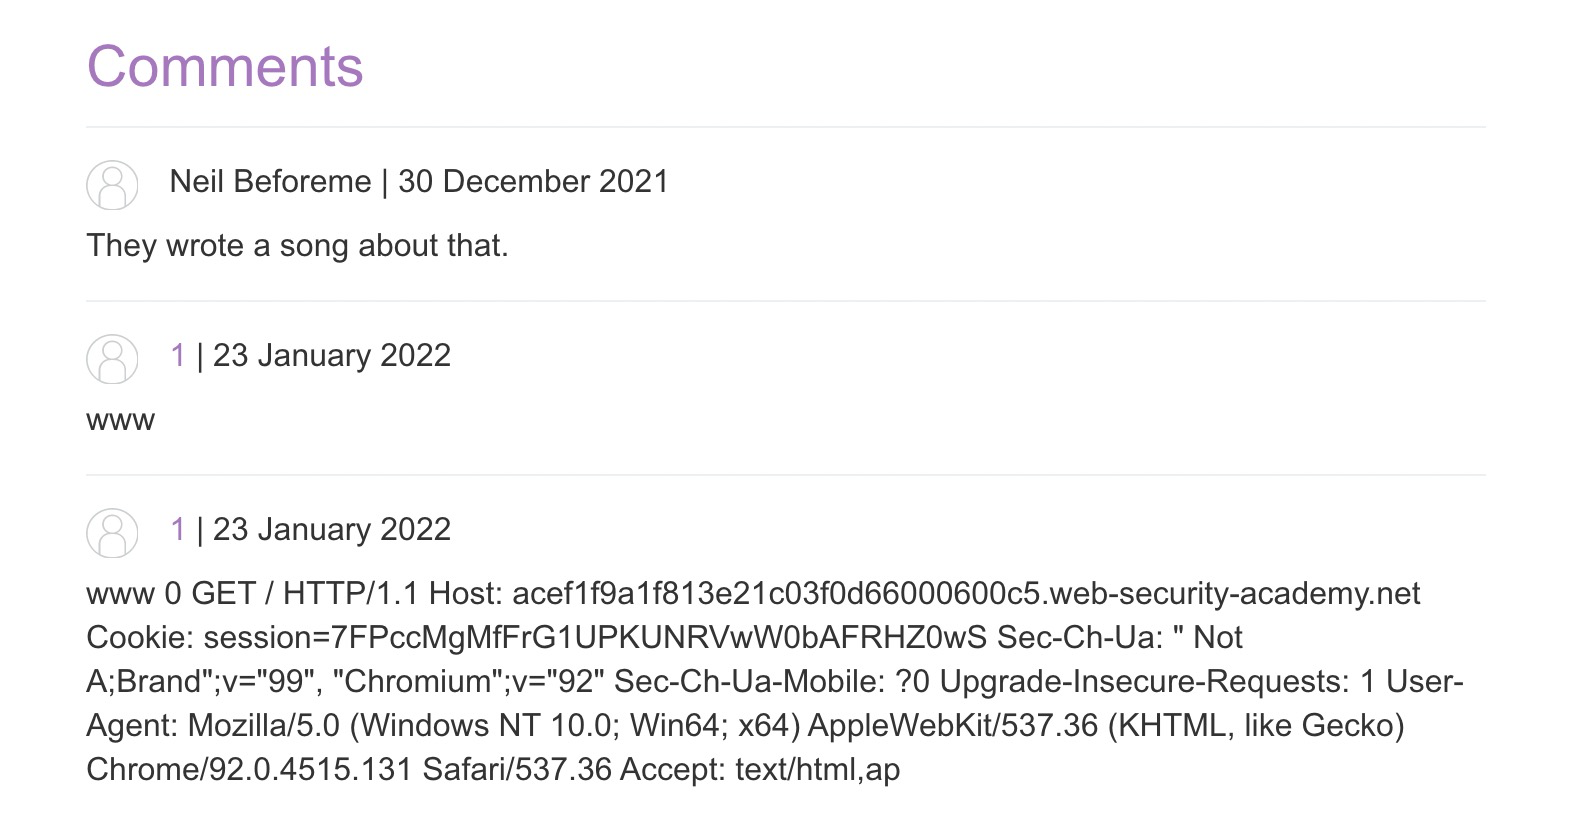 Comments
Neil Beforeme | 30 December 2021
They wrote a song about that.
1 | 23 January 2022
www
1 | 23 January 2022
www 0 GET / HTTP/1.1 Host: acef1f9a1f813e21c03f0d66000600c5.web-security-academy.net
Cookie: session=7FPccMgMfFrG1UPKUNRVwW0bAFRHZ0wS Sec-Ch-Ua: " Not
A;Brand";v="99", "Chromium";v="92" Sec-Ch-Ua-Mobile: ?0 Upgrade-Insecure-Requests: 1 User-
Agent: Mozilla/5.0 (Windows NT 10.0; Win64; x64) AppleWebKit/537.36 (KHTML, like Gecko)
Chrome/92.0.4515.131 Safari/537.36 Accept: text/html,ap